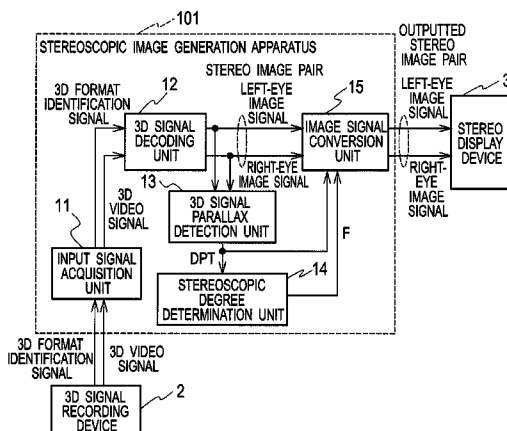 101
OUTPUTTED
STEREO
IMAGE PAIR
STEREOSCOPIC IMAGE GENERATION APPARATUS
3D FORMAT
IDENTIFICATION
SIGNAL
12
3D SIGNAL
DECODING
UNIT
STEREO IMAGE PAIR
LEFT-EYE
IMAGE SIGNAL
RIGHT-EYE
IMAGE SIGNAL
15
IMAGE SIGNAL
CONVERSION
UNIT
LEFT-EYE
IMAGE SIGNAL
RIGHT-EYE
IMAGE SIGNAL
3
STEREO
DISPLAY
DEVICE
3D VIDEO
SIGNAL
13
3D SIGNAL
PARALLAX
DETECTION UNIT
11
INPUT SIGNAL
ACQUISITION
UNIT
DPT
F
14
STEREOSCOPIC
DEGREE
DETERMINATION UNIT
3D FORMAT
IDENTIFICATION
SIGNAL
3D VIDEO
SIGNAL
3D SIGNAL
RECORDING
DEVICE
2